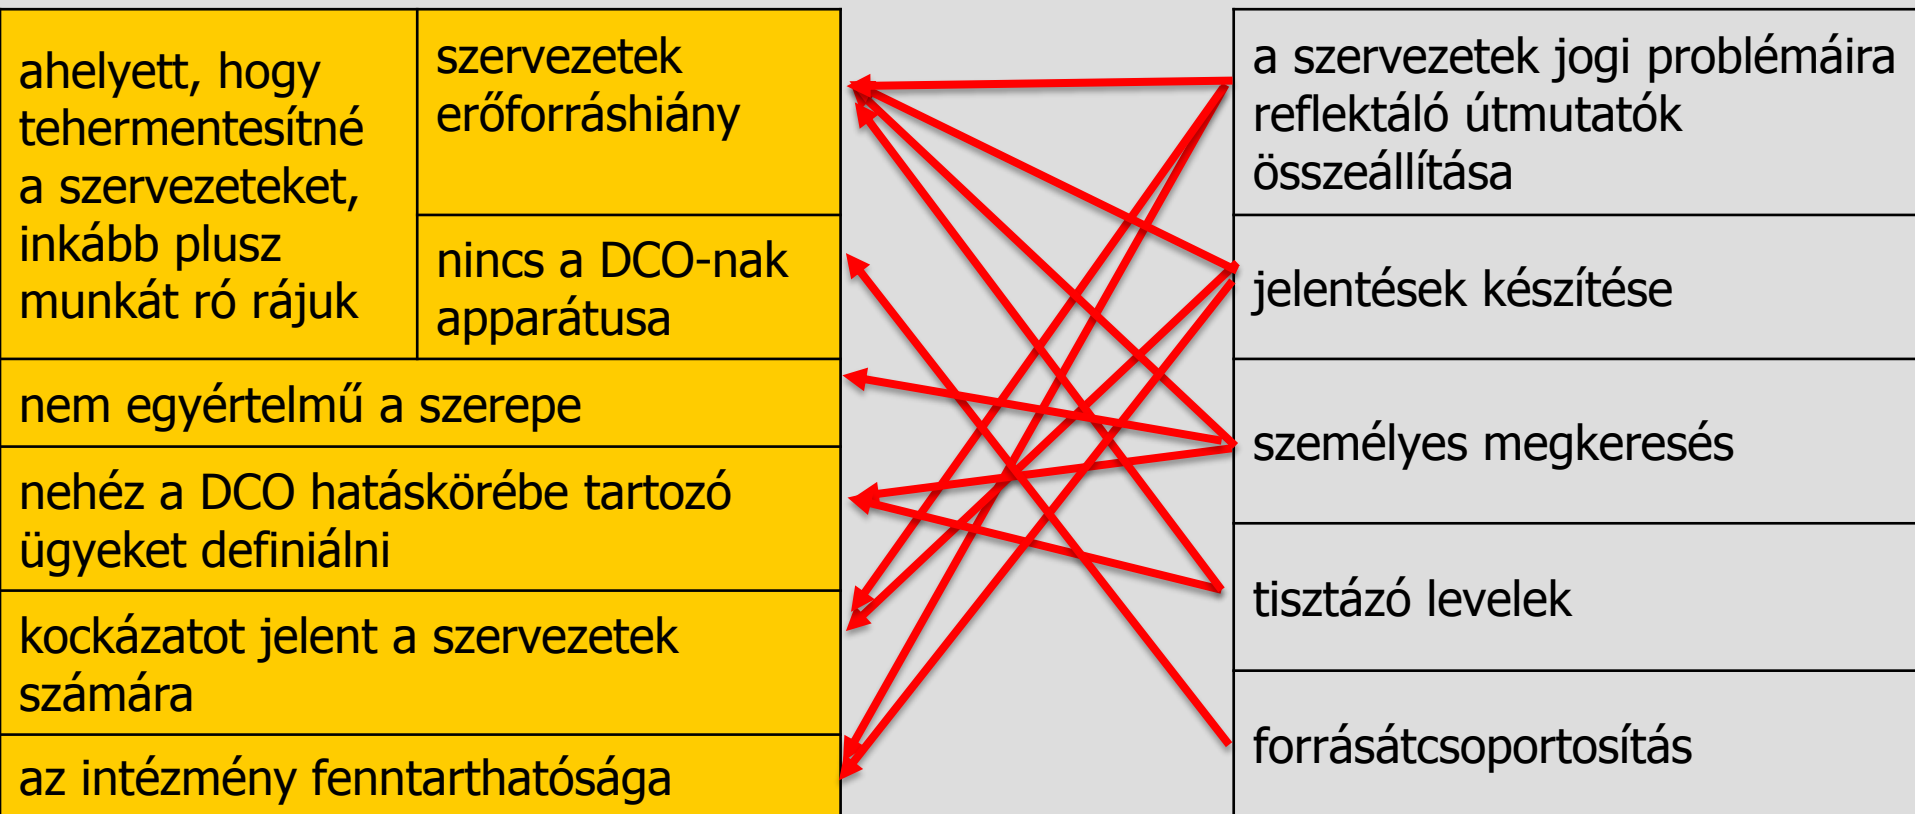 ahelyett, hogy
tehermentesítné
a szervezeteket,
inkább plusz
munkát ró rájuk
szervezetek
erőforráshiány
nincs a DCO-nak
apparátusa
nem egyértelmű a szerepe
nehéz a DCO hatáskörébe tartozó
ügyeket definiálni
kockázatot jelent a szervezetek
számára
az intézmény fenntarthatósága
a szervezetek jogi problémáira
reflektáló útmutatók
összeállítása
jelentések készítése
személyes megkeresés
tisztázó levelek
forrásátcsoportosítás